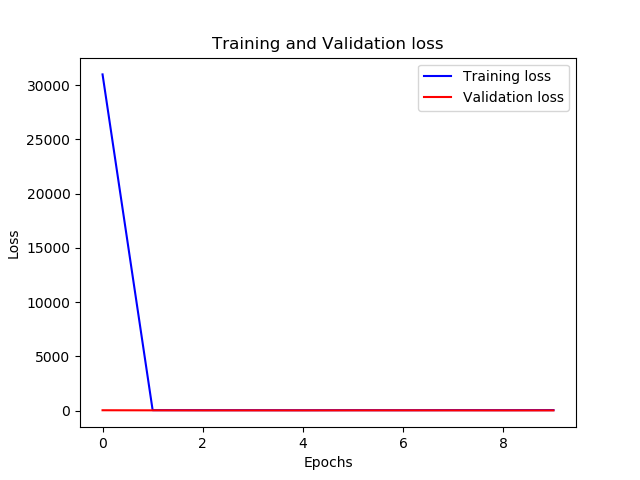 Training and Validation loss
Training loss
Validation loss
30000
25000
20000
15000
10000
5000
0
Loss
0 2 4 6 8
Epochs